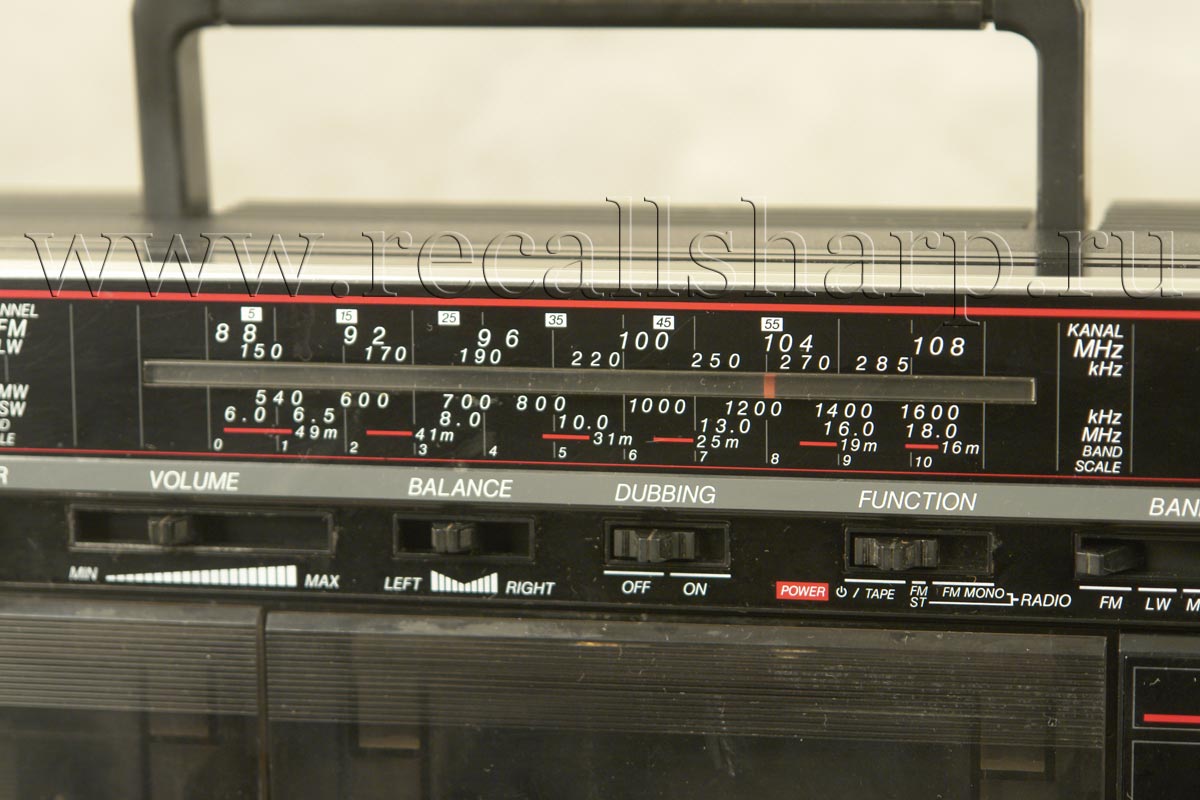 www.recallsharp.ru
5 15 25 35 45 55 KANAL
FM 88 92 96 100 104 108 MHz
LW 150 170 190 220 250 270 285 kHz
MW 540 600 700 800 1000 1200 1400 1600 kHz
SW 6.0 6.5 8.0 10.0 13.0 16.0 18.0 MHz
49m 41m 31m 25m 19m 16m BAND
0 1 2 3 4 5 6 7 8 9 10 SCALE
VOLUME BALANCE DUBBING FUNCTION
MIN MAX LEFT RIGHT OFF ON POWER ⏻ / TAPE FM ST FM MONO RADIO FM LW